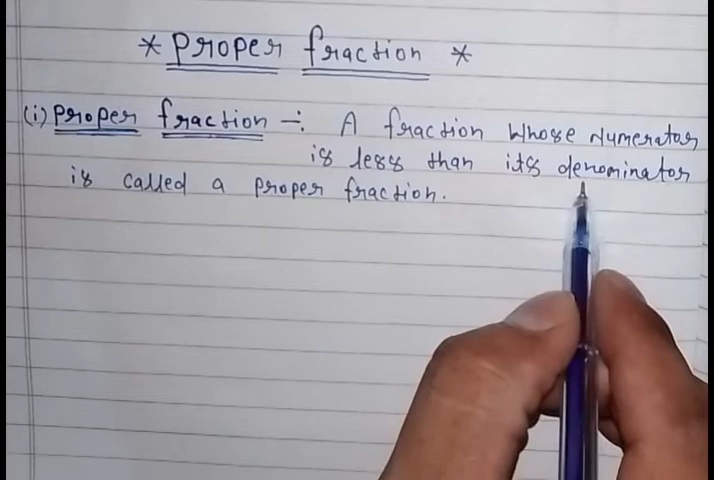 * Proper fraction *
(i) Proper fraction -: A fraction whose Numerator
is less than its denominator
is called a proper fraction.